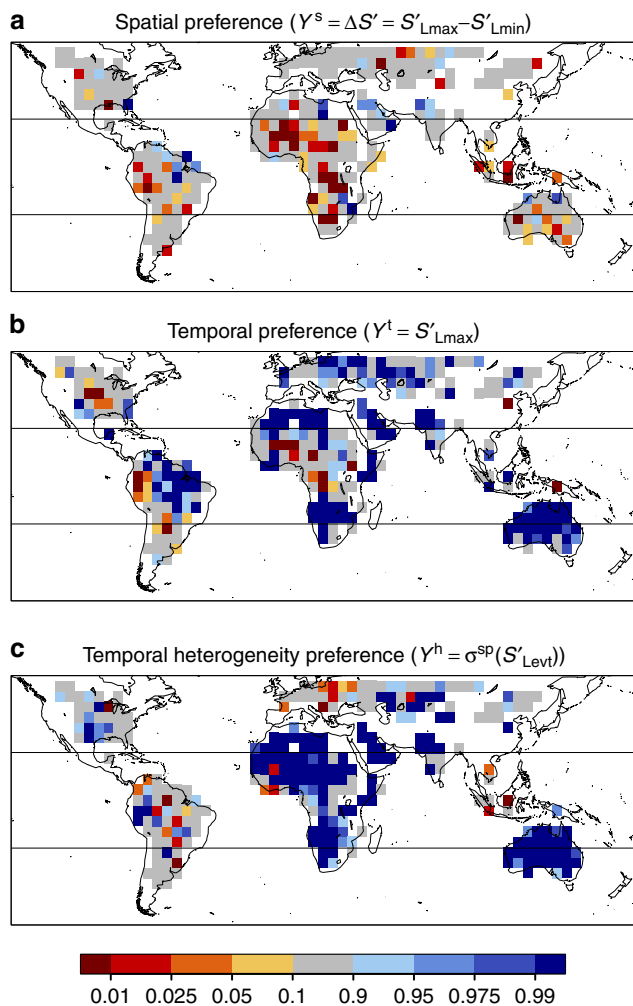 a Spatial preference (Yˢ = ΔS′ = S′Lmax–S′Lmin)
b Temporal preference (Yᵗ = S′Lmax)
c Temporal heterogeneity preference (Yʰ = σˢᵖ(S′Levt))
0.01 0.025 0.05 0.1 0.9 0.95 0.975 0.99